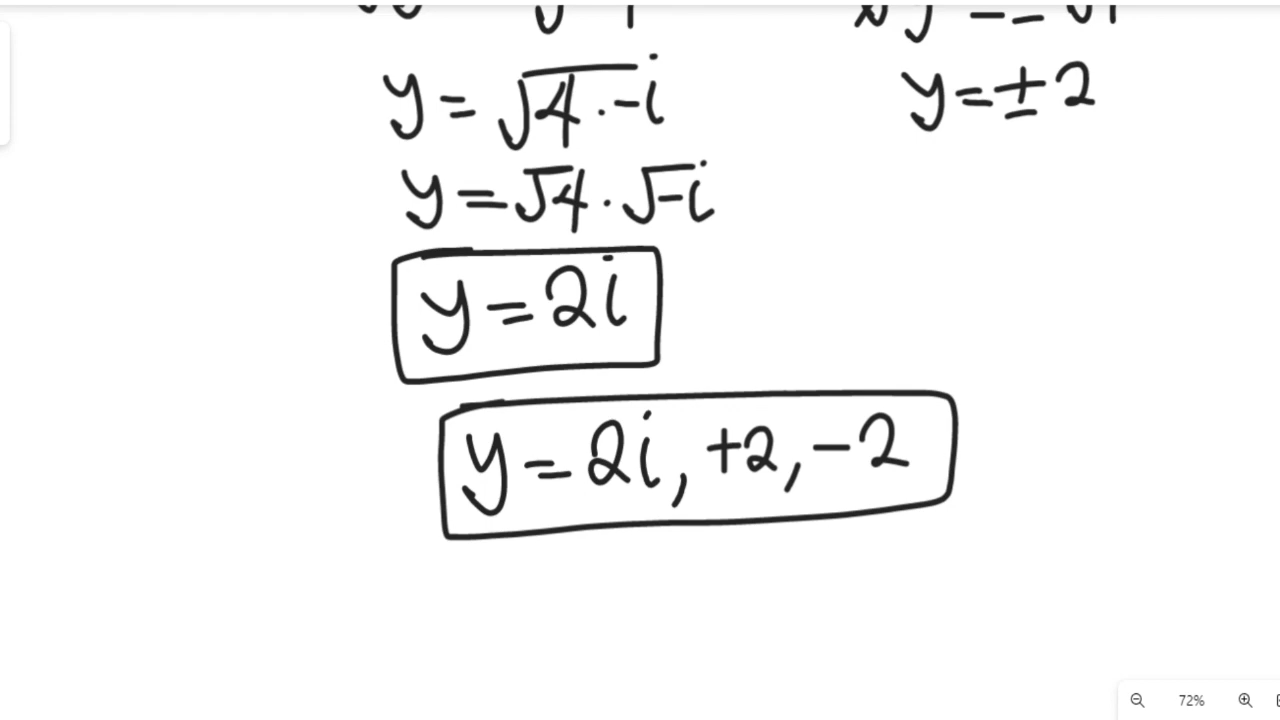 y = √4 · -i
y = ± 2
y = √4 · √-i
y = 2i
y = 2i, +2, -2
72%